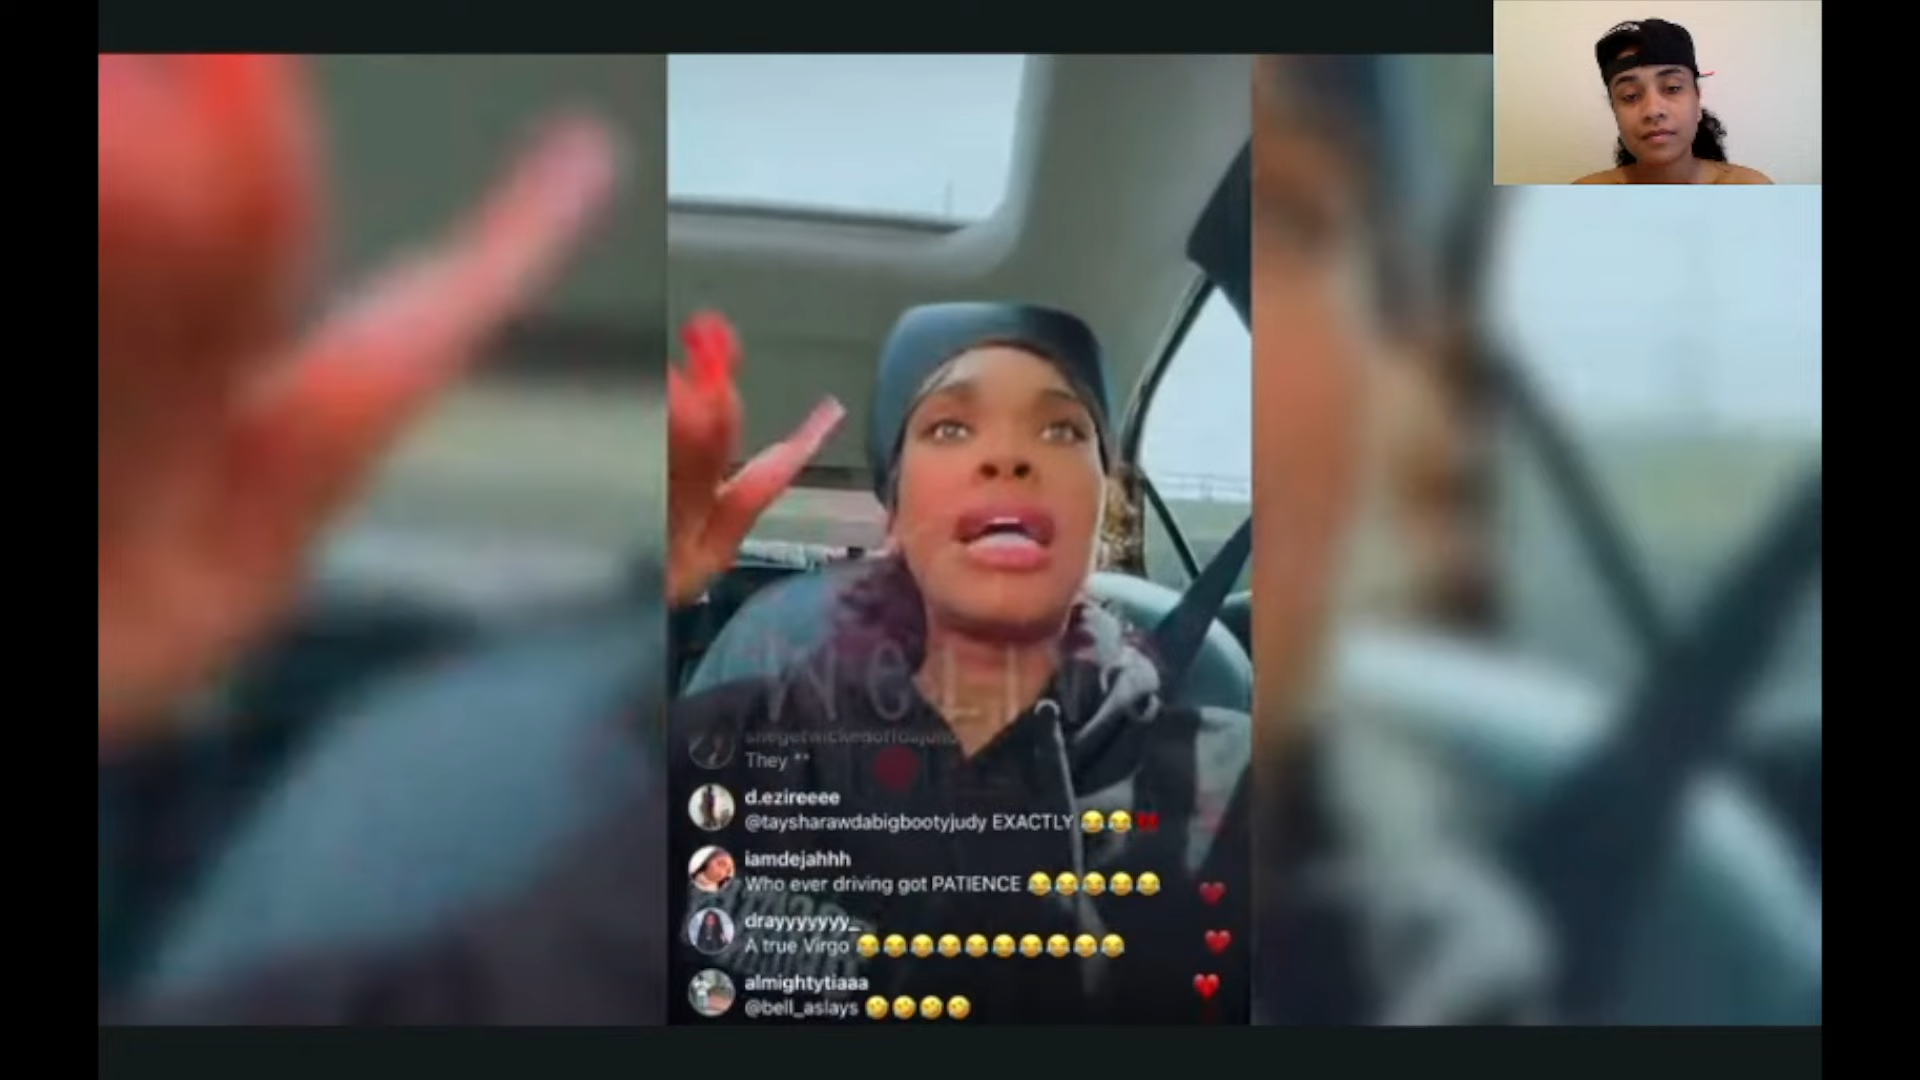 They **
d.ezireeee
@taysharawdabigbootyjudy EXACTLY 😂😂
iamdejahhh
Who ever driving got PATIENCE 😂😂😂😂😂
drayyyyyyy_
A true Virgo 😂😂😂😂😂😂😂😂😂😂
almightytiaaa
@bell_aslays 🤣🤣🤣🤣